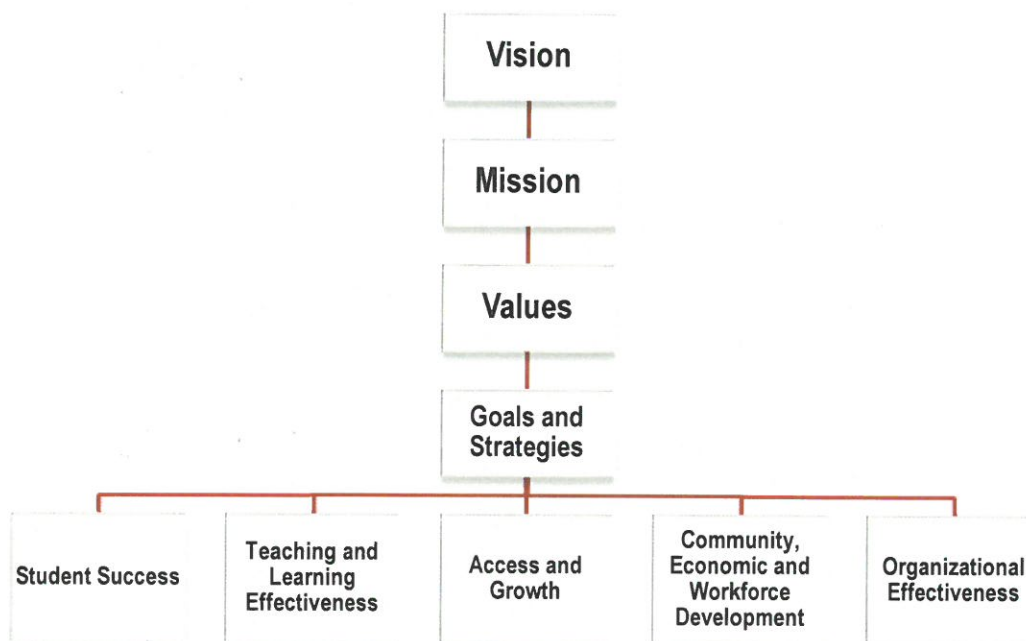 Vision
Mission
Values
Goals and
Strategies
Student Success
Teaching and
Learning
Effectiveness
Access and
Growth
Community,
Economic and
Workforce
Development
Organizational
Effectiveness